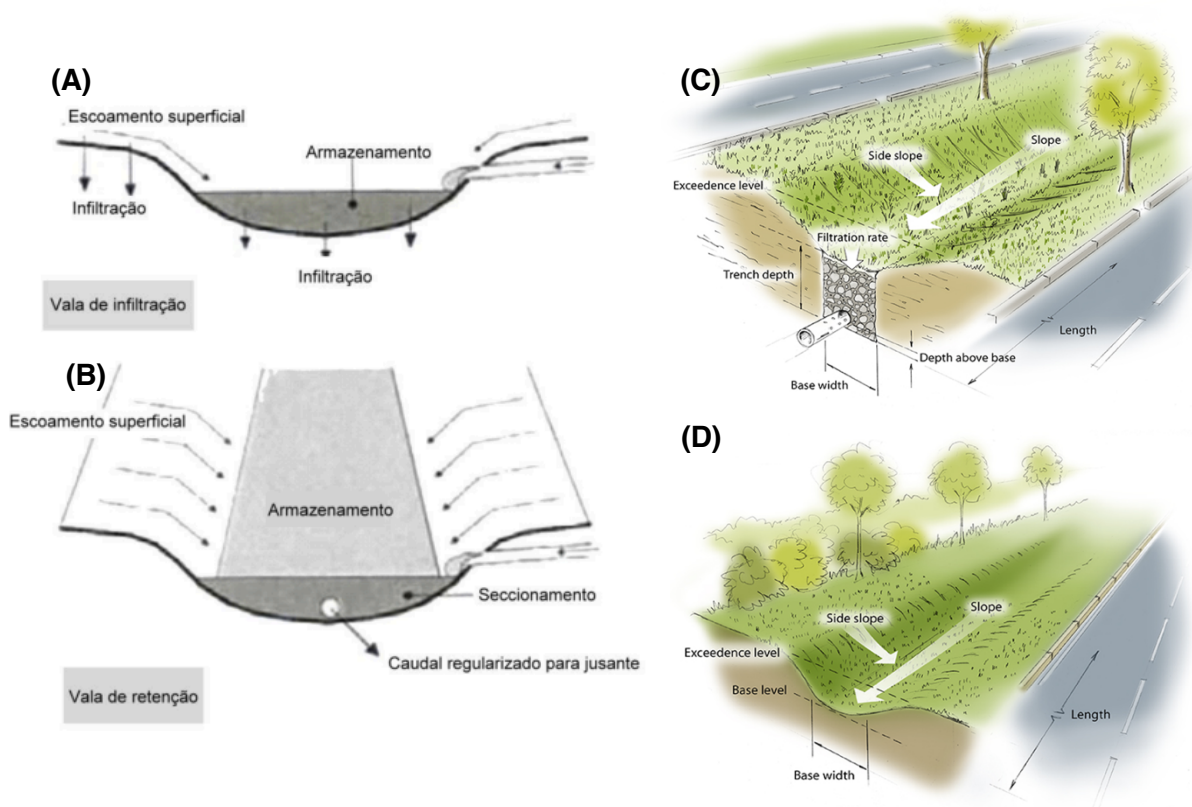 (A)
Escoamento superficial
Armazenamento
Infiltração
Infiltração
Vala de infiltração
(B)
Escoamento superficial
Armazenamento
Seccionamento
Caudal regularizado para jusante
Vala de retenção
(C)
Side slope
Slope
Exceedence level
Filtration rate
Trench depth
Length
Depth above base
Base width
(D)
Slope
Side slope
Exceedence level
Base level
Length
Base width